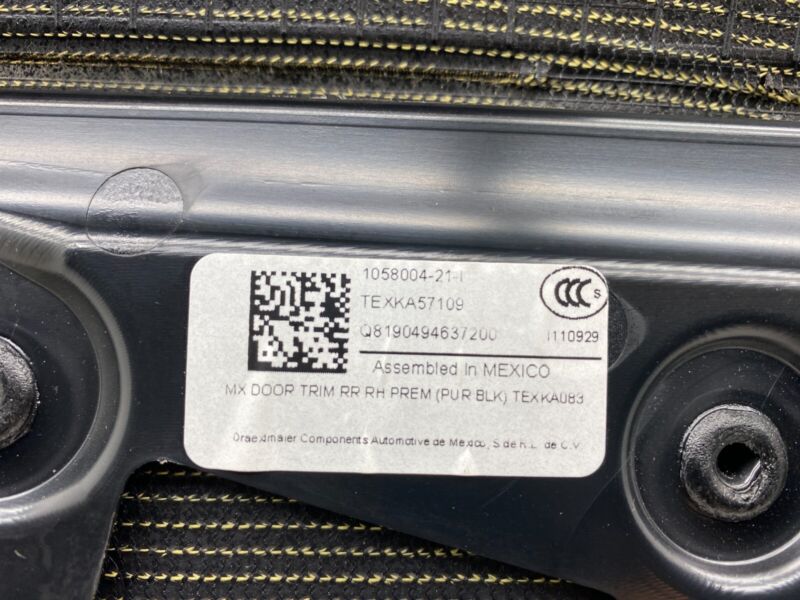 1058004-21-I
TEXKA57109
CCC S
Q8190494637200 I110929
Assembled in MEXICO
MX DOOR TRIM RR RH PREM (PUR BLK) TEXKA083
Draexlmaier Components Automotive de Mexico, S de R.L. de C.V.